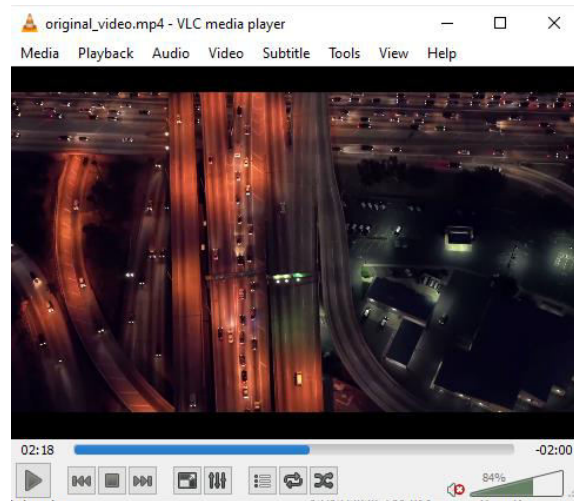 original_video.mp4 - VLC media player
Media Playback Audio Video Subtitle Tools View Help
02:18 -02:00
84%